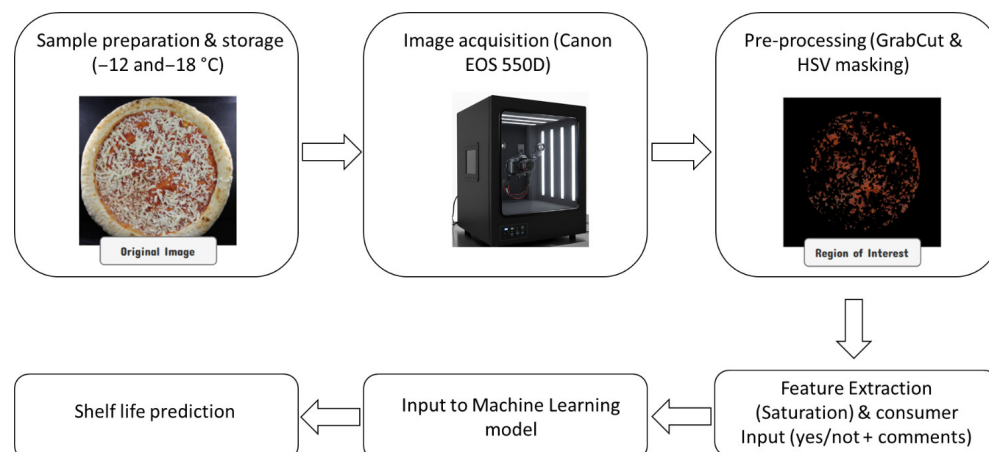 Sample preparation & storage
(−12 and−18 °C)
Original Image
Image acquisition (Canon
EOS 550D)
Pre-processing (GrabCut &
HSV masking)
Region of Interest
Feature Extraction
(Saturation) & consumer
Input (yes/not + comments)
Input to Machine Learning
model
Shelf life prediction